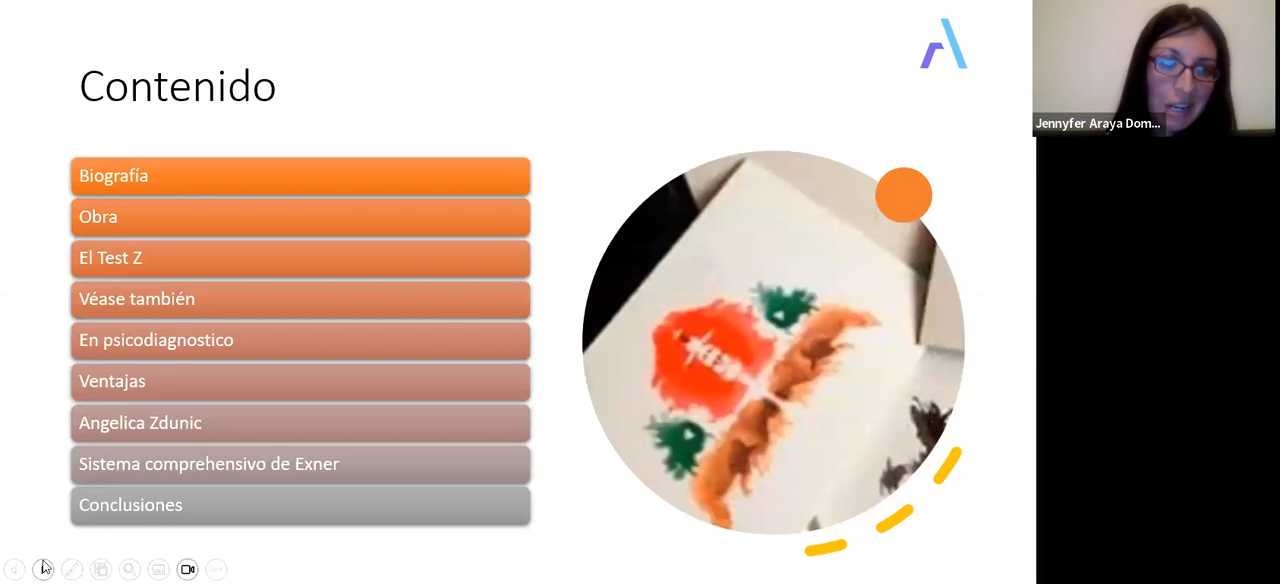 Contenido
Biografía
Obra
El Test Z
Véase también
En psicodiagnostico
Ventajas
Angelica Zdunic
Sistema comprehensivo de Exner
Conclusiones
Jennyfer Araya Dom...